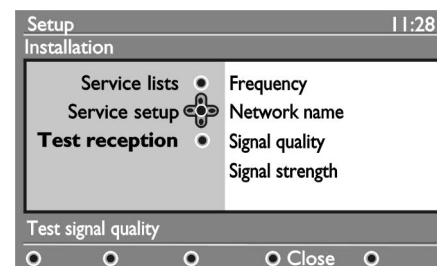 Setup 11:28
Installation
Service lists Frequency
Service setup Network name
Test reception Signal quality
Signal strength
Test signal quality
Close